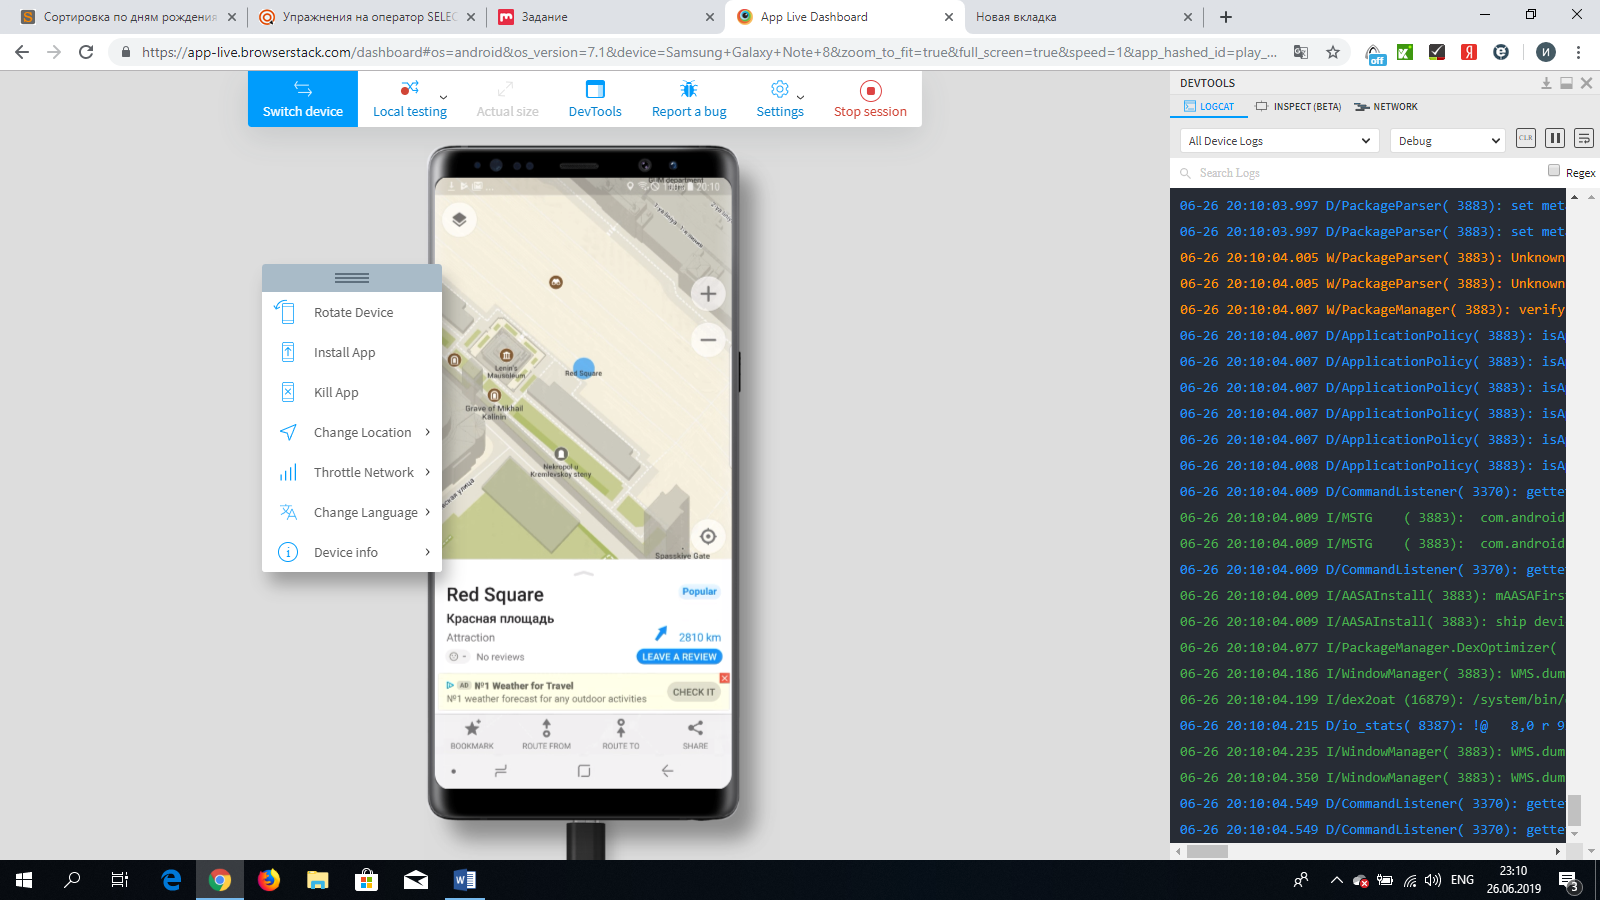 Сортировка по дням рождения
Упражнения на оператор SELEC
Задание
App Live Dashboard
Новая вкладка
https://app-live.browserstack.com/dashboard#os=android&os_version=7.1&device=Samsung+Galaxy+Note+8&zoom_to_fit=true&full_screen=true&speed=1&app_hashed_id=play_...
off
Я
И
Switch device
Local testing
Actual size
DevTools
Report a bug
Settings
Stop session
DEVTOOLS
LOGCAT
INSPECT (BETA)
NETWORK
All Device Logs
Debug
CLR
Search Logs
Regex
06-26 20:10:03.997 D/PackageParser( 3883): set met
06-26 20:10:03.997 D/PackageParser( 3883): set met
06-26 20:10:04.005 W/PackageParser( 3883): Unknown
06-26 20:10:04.005 W/PackageParser( 3883): Unknown
06-26 20:10:04.007 W/PackageManager( 3883): verify
06-26 20:10:04.007 D/ApplicationPolicy( 3883): isA
06-26 20:10:04.007 D/ApplicationPolicy( 3883): isA
06-26 20:10:04.007 D/ApplicationPolicy( 3883): isA
06-26 20:10:04.007 D/ApplicationPolicy( 3883): isA
06-26 20:10:04.007 D/ApplicationPolicy( 3883): isA
06-26 20:10:04.008 D/ApplicationPolicy( 3883): isA
06-26 20:10:04.009 D/CommandListener( 3370): gette
06-26 20:10:04.009 I/MSTG ( 3883): com.android
06-26 20:10:04.009 I/MSTG ( 3883): com.android
06-26 20:10:04.009 D/CommandListener( 3370): gette
06-26 20:10:04.009 I/AASAInstall( 3883): mAASAFirs
06-26 20:10:04.009 I/AASAInstall( 3883): ship devi
06-26 20:10:04.077 I/PackageManager.DexOptimizer(
06-26 20:10:04.186 I/WindowManager( 3883): WMS.dum
06-26 20:10:04.199 I/dex2oat (16879): /system/bin/
06-26 20:10:04.215 D/io_stats( 8387): !@ 8,0 r 9
06-26 20:10:04.235 I/WindowManager( 3883): WMS.dum
06-26 20:10:04.350 I/WindowManager( 3883): WMS.dum
06-26 20:10:04.549 D/CommandListener( 3370): gette
06-26 20:10:04.549 D/CommandListener( 3370): gette
Rotate Device
Install App
Kill App
Change Location
Throttle Network
Change Language
Device info
100% 20:10
GUM department
Lenin's
Mausoleum
Red Square
Grave of Mikhail
Kalinin
Nekropol u
Kremlevskoy steny
ская улица
Spasskiye Gate
Red Square
Popular
Красная площадь
Attraction
2810 km
No reviews
LEAVE A REVIEW
AD №1 Weather for Travel
№1 weather forecast for any outdoor activities
CHECK IT
BOOKMARK
ROUTE FROM
ROUTE TO
SHARE
ENG
23:10
26.06.2019
3